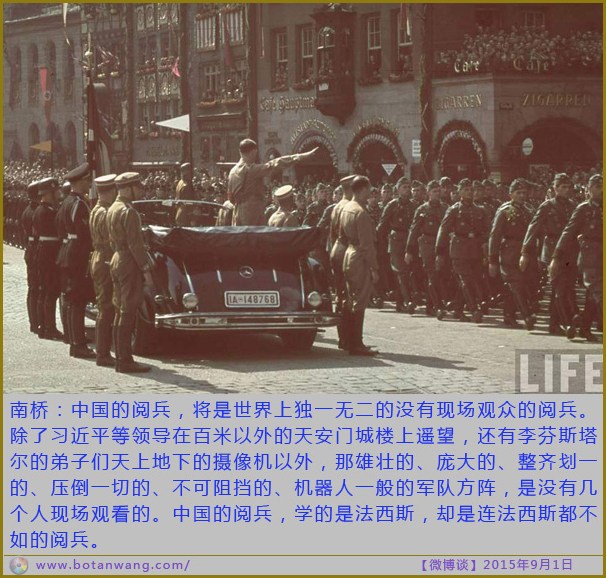 Café
Café
Café Hauptmarkt
ZIGARREN
ZIGARREN
IA-148768
LIFE
南桥：中国的阅兵，将是世界上独一无二的没有现场观众的阅兵。
除了习近平等领导在百米以外的天安门城楼上遥望，还有李芬斯塔
尔的弟子们天上地下的摄像机以外，那雄壮的、庞大的、整齐划一
的、压倒一切的、不可阻挡的、机器人一般的军队方阵，是没有几
个人现场观看的。中国的阅兵，学的是法西斯，却是连法西斯都不
如的阅兵。
www.botanwang.com/
【微博谈】2015年9月1日